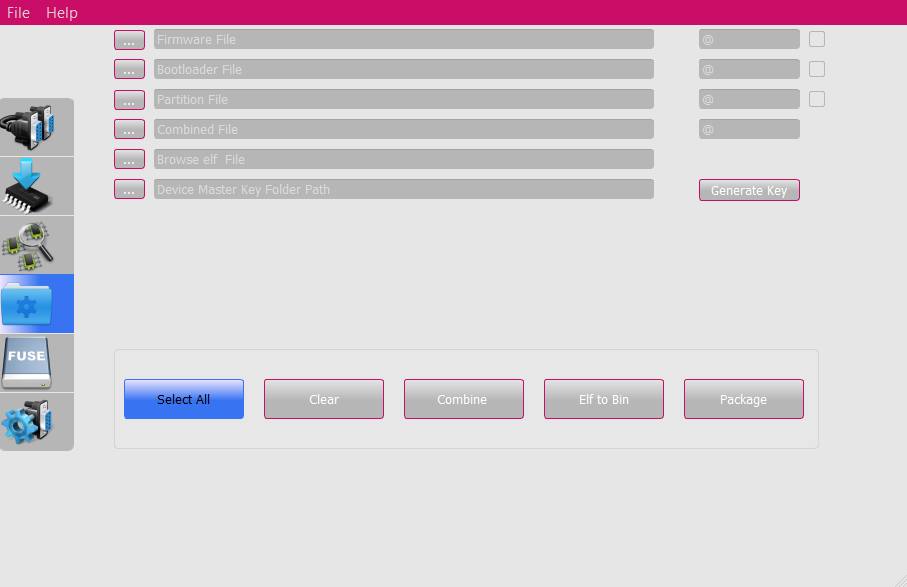 File Help
... Firmware File @
... Bootloader File @
... Partition File @
... Combined File @
... Browse elf  File
... Device Master Key Folder Path Generate Key
FUSE
Select All Clear Combine Elf to Bin Package